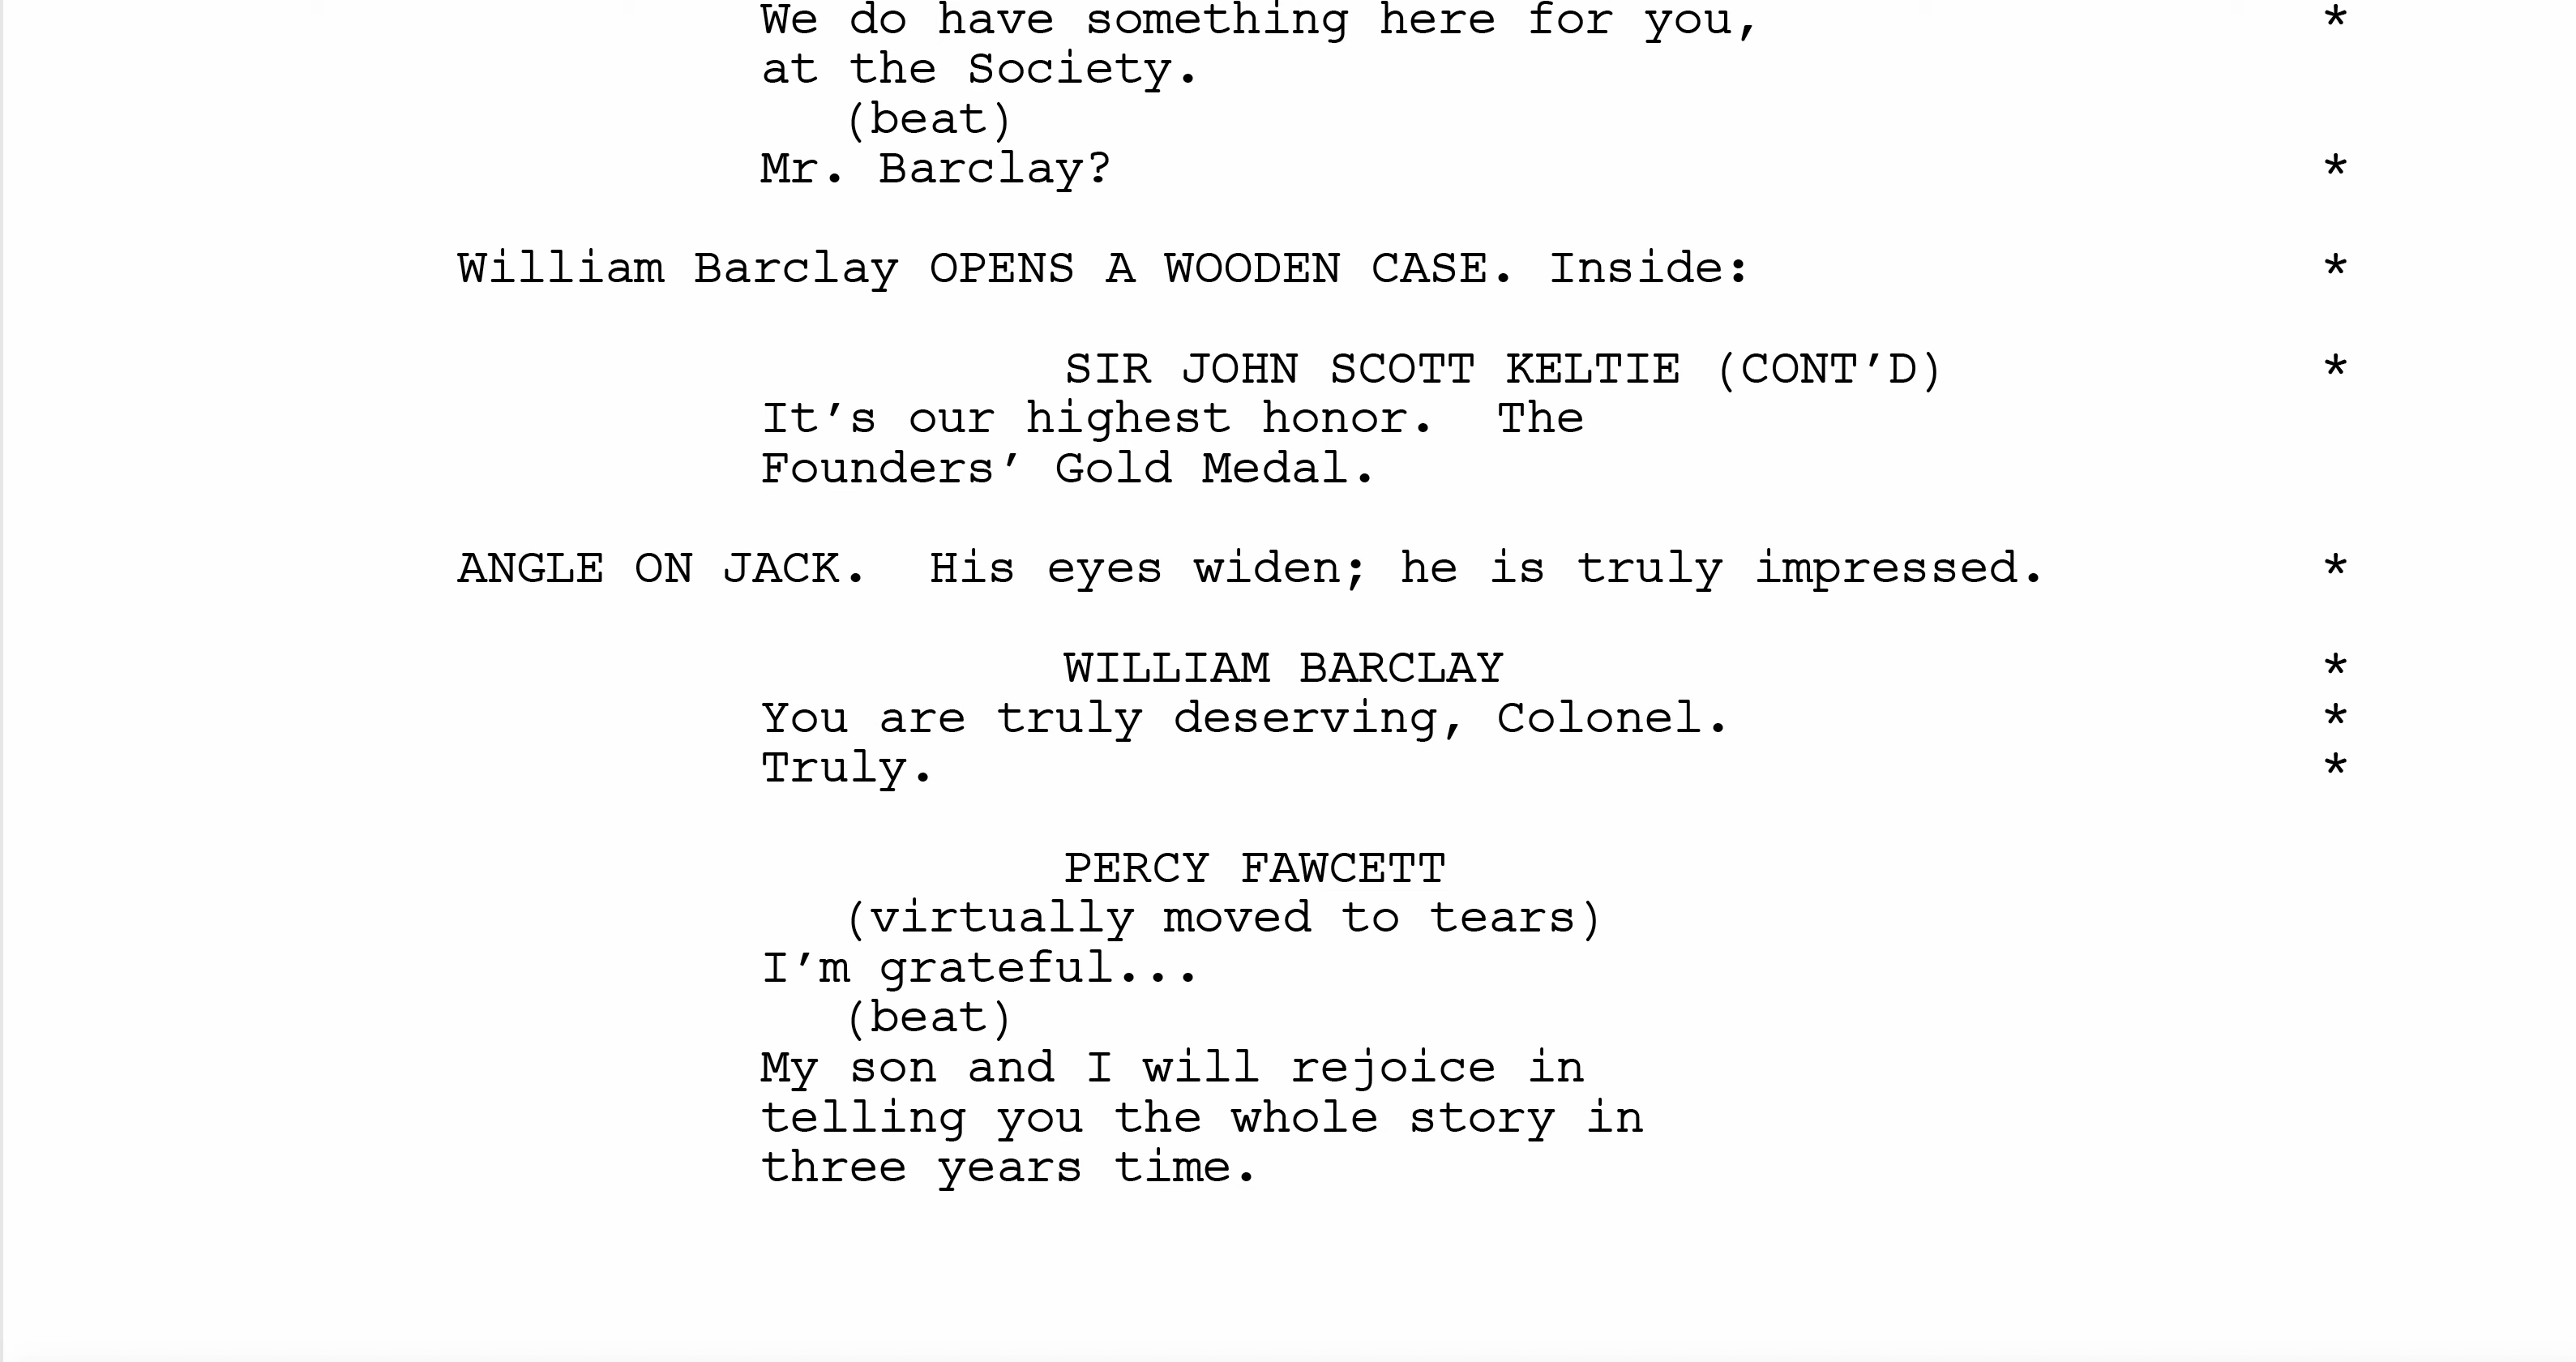 We do have something here for you, *
at the Society.
(beat)
Mr. Barclay? *
William Barclay OPENS A WOODEN CASE. Inside: *
SIR JOHN SCOTT KELTIE (CONT’D) *
It’s our highest honor.  The
Founders’ Gold Medal.
ANGLE ON JACK.  His eyes widen; he is truly impressed. *
WILLIAM BARCLAY *
You are truly deserving, Colonel. *
Truly. *
PERCY FAWCETT
(virtually moved to tears)
I’m grateful...
(beat)
My son and I will rejoice in
telling you the whole story in
three years time.